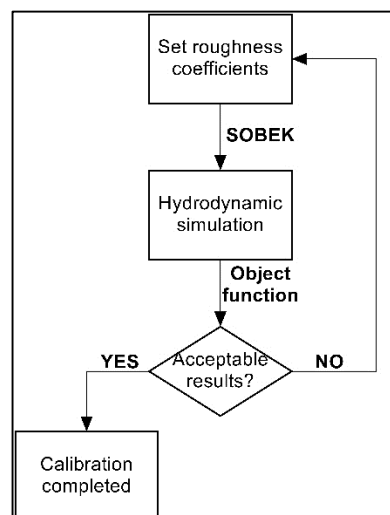 Set roughness
coefficients
SOBEK
Hydrodynamic
simulation
Object
function
Acceptable
results?
YES
NO
Calibration
completed